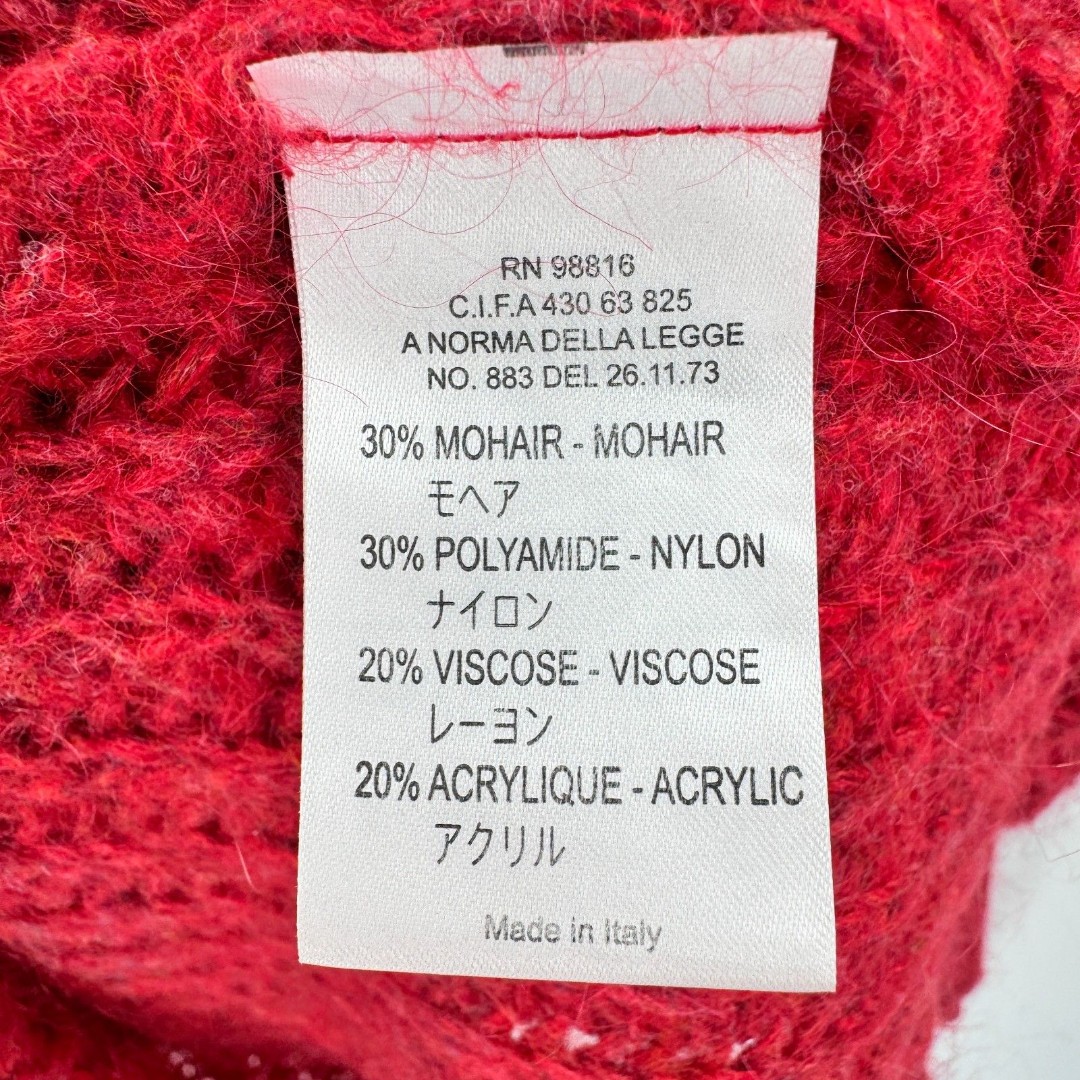 RN 98816
C.I.F.A 430 63 825
A NORMA DELLA LEGGE
NO. 883 DEL 26.11.73
30% MOHAIR - MOHAIR
モヘア
30% POLYAMIDE - NYLON
ナイロン
20% VISCOSE - VISCOSE
レーヨン
20% ACRYLIQUE - ACRYLIC
アクリル
Made in Italy